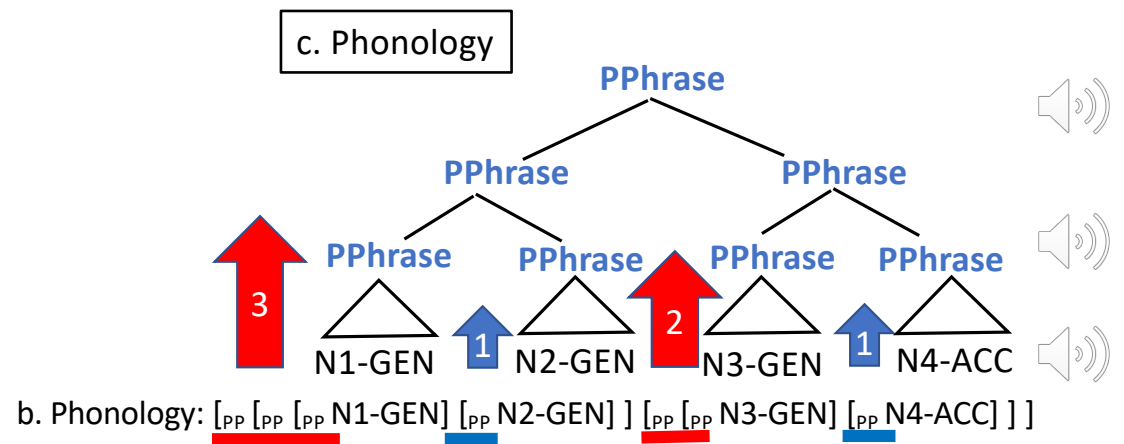 c. Phonology
PPhrase
PPhrase PPhrase
PPhrase PPhrase PPhrase PPhrase
3 1 2 1
N1-GEN N2-GEN N3-GEN N4-ACC
b. Phonology: [PP [PP [PP N1-GEN] [PP N2-GEN] ] [PP [PP N3-GEN] [PP N4-ACC] ] ]